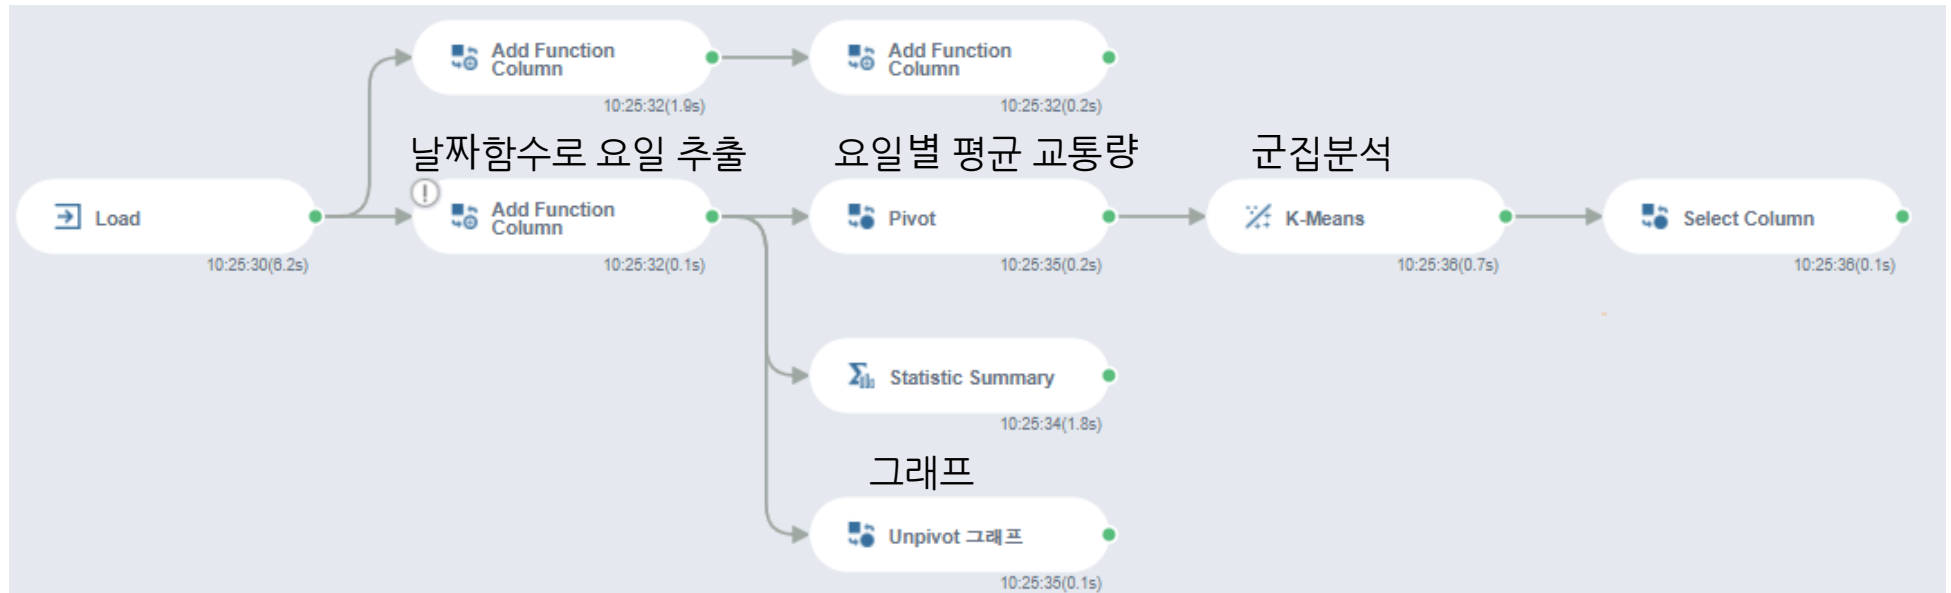 Add Function
Column
10:25:32(1.9s)
Add Function
Column
10:25:32(0.2s)
날짜함수로 요일 추출
요일별 평균 교통량
군집분석
Load
10:25:30(6.2s)
Add Function
Column
10:25:32(0.1s)
Pivot
10:25:35(0.2s)
K-Means
10:25:36(0.7s)
Select Column
10:25:36(0.1s)
Statistic Summary
10:25:34(1.8s)
그래프
Unpivot 그래프
10:25:35(0.1s)